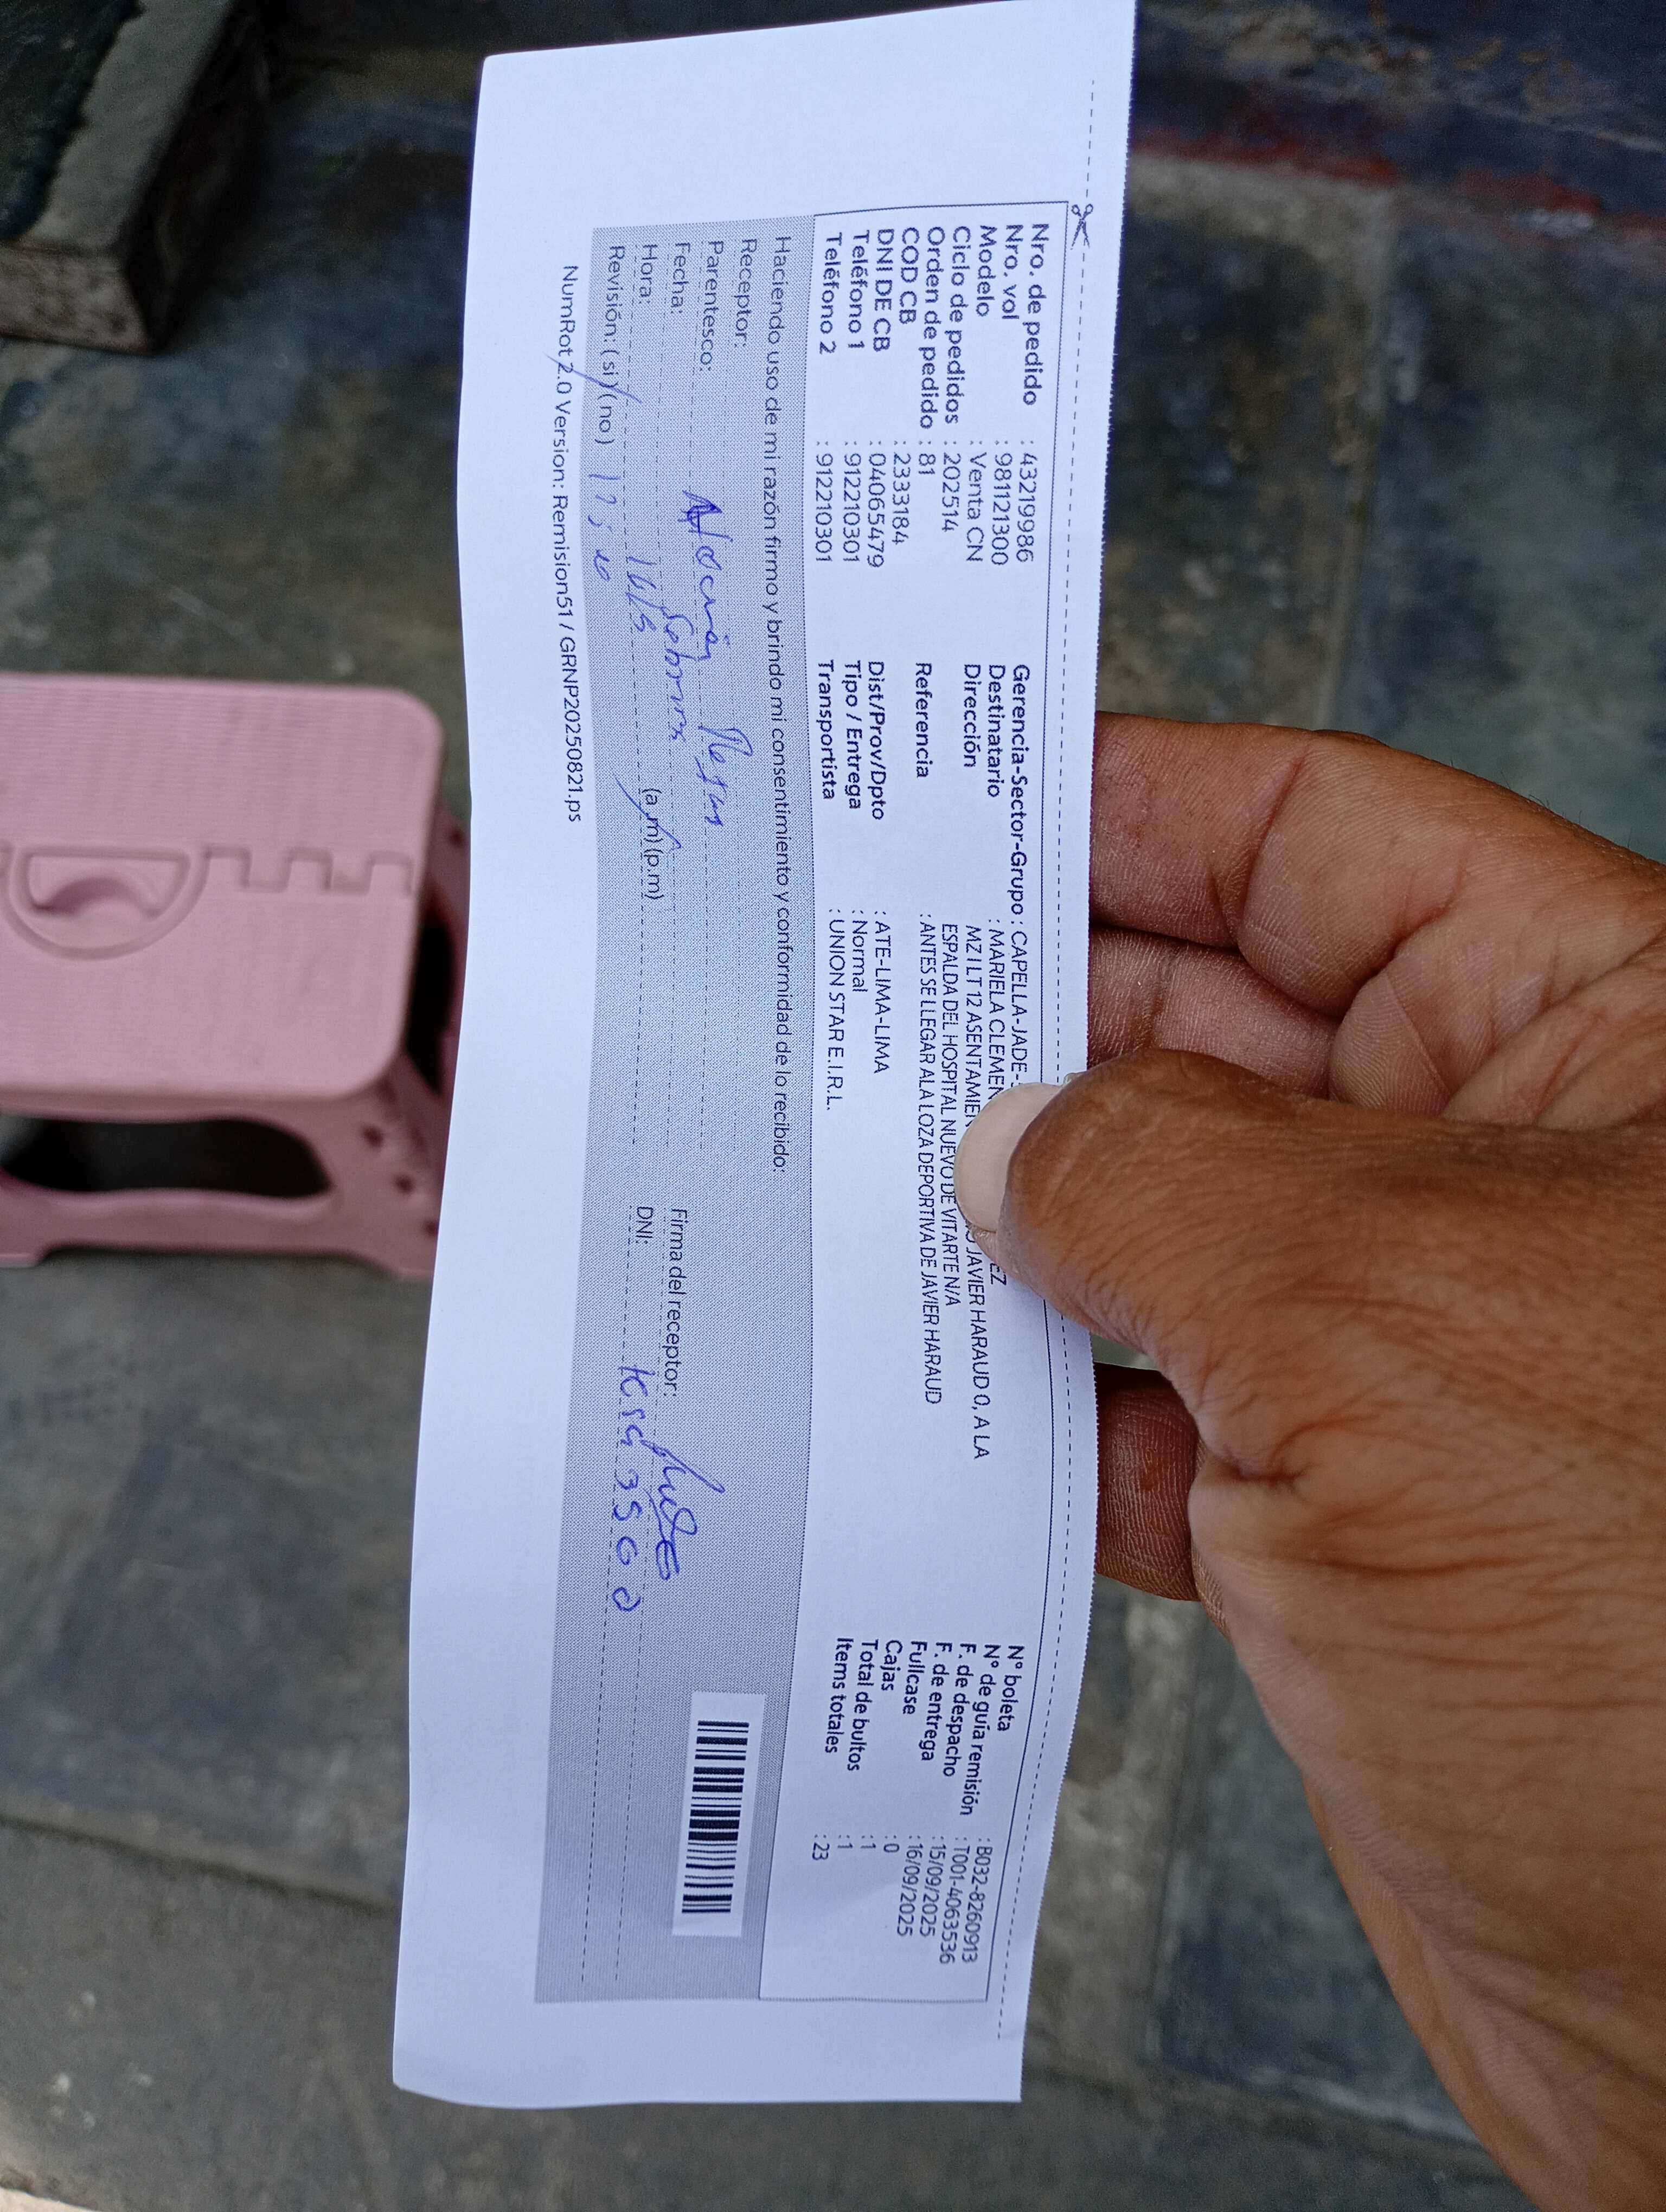 Nro. de pedido : 43219986
Nro. vol : 981121300
Modelo : Venta CN
Ciclo de pedidos : 202514
Orden de pedido : 81
COD CB : 2333184
DNI DE CB : 04065479
Teléfono 1 : 912210301
Teléfono 2 : 912210301
Gerencia-Sector-Grupo : CAPELLA-JADE-
Destinatario : MARIELA CLEMEN EZ
Dirección MZ I LT 12 ASENTAMIEN JAVIER HARAUD 0, A LA
ESPALDA DEL HOSPITAL NUEVO DE VITARTE N/A
Referencia : ANTES SE LLEGAR ALA LOZA DEPORTIVA DE JAVIER HARAUD
Dist/Prov/Dpto : ATE-LIMA-LIMA
Tipo / Entrega : Normal
Transportista : UNION STAR E.I.R.L.
N° boleta : B032-8260913
N° de guía remisión : T001-4063536
F. de despacho : 15/09/2025
F. de entrega : 16/09/2025
Fullcase : 0
Cajas : 1
Total de bultos : 1
Items totales : 23
Haciendo uso de mi razón firmo y brindo mi consentimiento y conformidad de lo recibido:
Receptor:
Parentesco:
Fecha:
Hora: (a.m) (p.m)
Revisión: ( si ) ( no )
Firma del receptor:
DNI:
NumRot 2.0 Version: Remision51 / GRNP20250821.ps